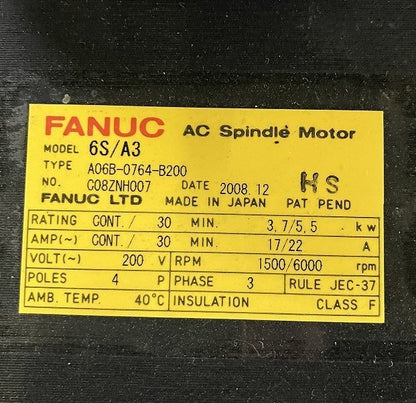 FANUC AC Spindle Motor
MODEL 6S/A3
TYPE A06B-0764-B200
NO. C08ZNH007 DATE 2008.12 HS
FANUC LTD MADE IN JAPAN PAT PEND
RATING CONT./ 30 MIN. 3.7/5.5 kw
AMP(~) CONT./ 30 MIN. 17/22 A
VOLT(~) 200 V RPM 1500/6000 rpm
POLES 4 P PHASE 3 RULE JEC-37
AMB. TEMP. 40°C INSULATION CLASS F